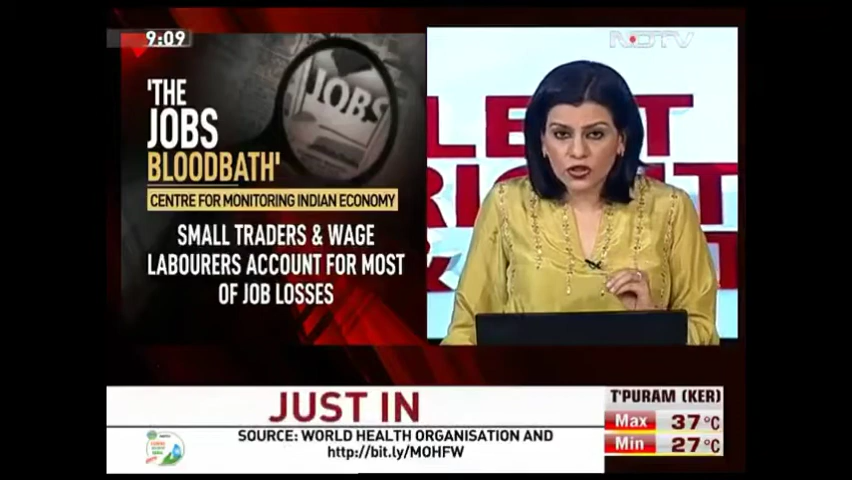 9:09
'THE
JOBS
BLOODBATH'
JOBS
CENTRE FOR MONITORING INDIAN ECONOMY
SMALL TRADERS & WAGE
LABOURERS ACCOUNT FOR MOST
OF JOB LOSSES
NDTV
JUST IN
SOURCE: WORLD HEALTH ORGANISATION AND
http://bit.ly/MOHFW
T'PURAM (KER)
Max 37°C
Min 27°C